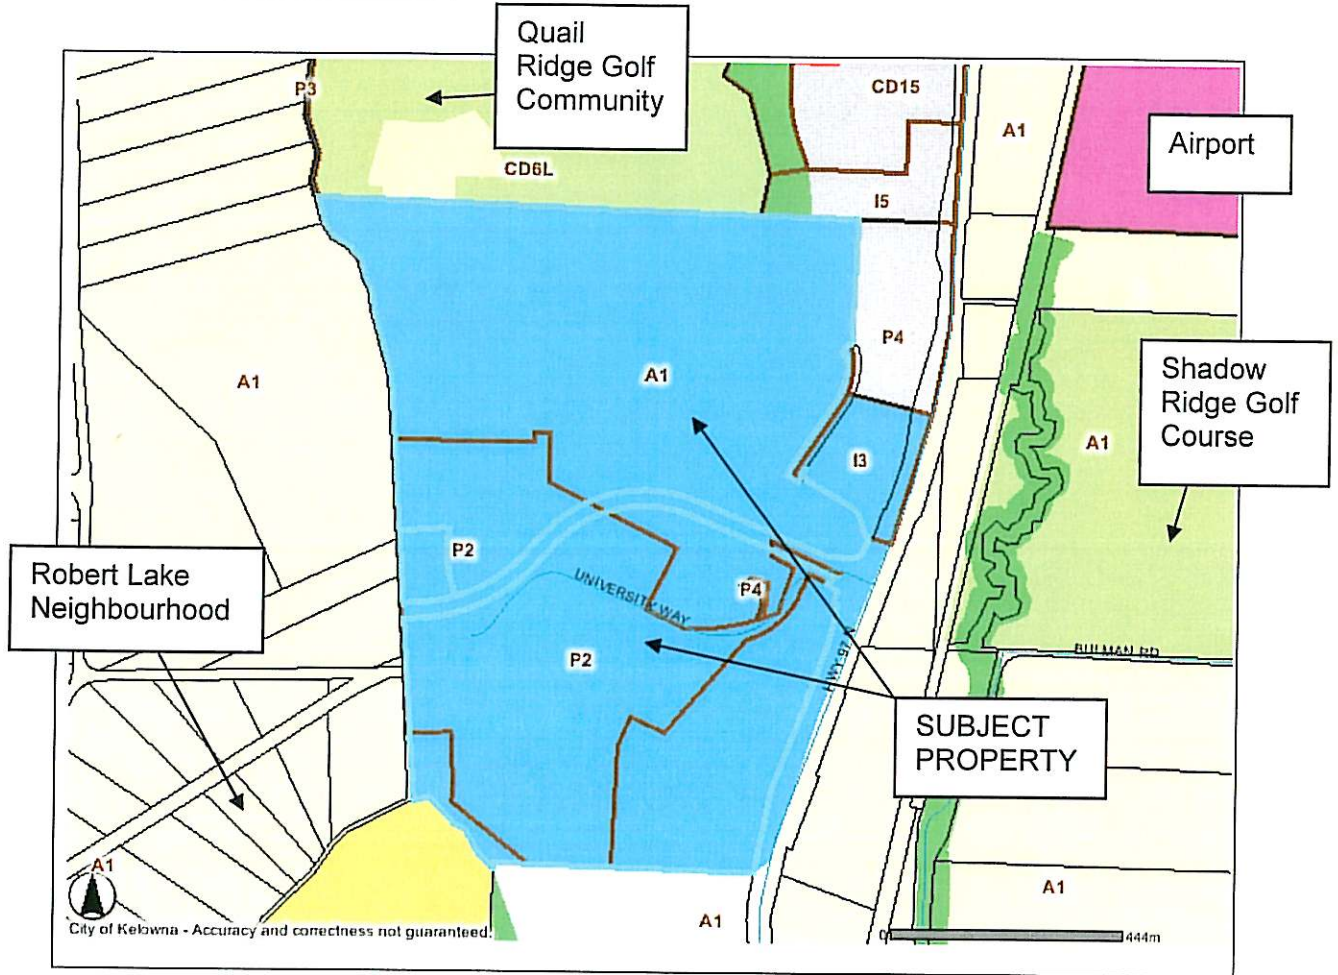 Quail
Ridge Golf
Community
P3
CD15
A1
Airport
CD6L
I5
P4
A1
A1
Shadow
Ridge Golf
Course
A1
I3
P2
Robert Lake
Neighbourhood
UNIVERSITY WAY
P4
P2
HWY 97 N
BULMAN RD
SUBJECT
PROPERTY
A1
A1
A1
City of Kelowna - Accuracy and correctness not guaranteed.
0
444m